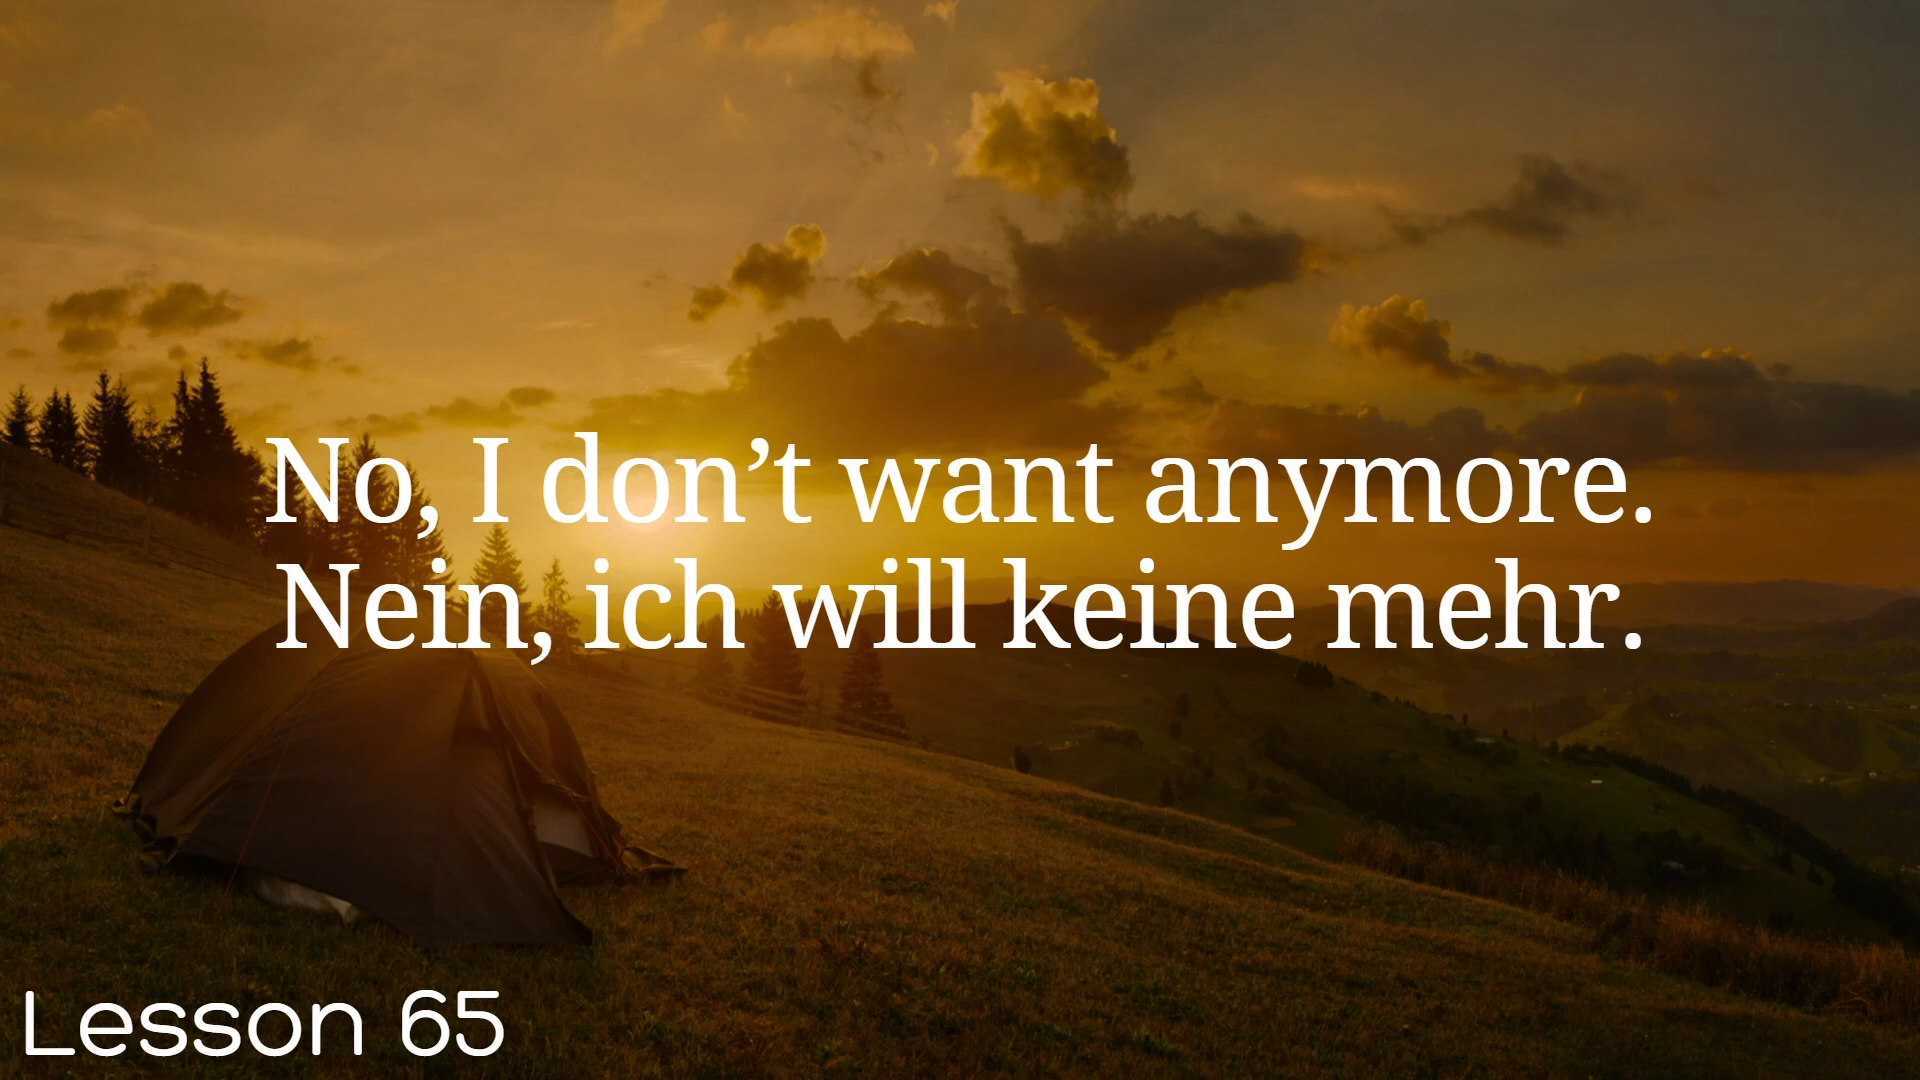 No, I don’t want anymore.
Nein, ich will keine mehr.
Lesson 65